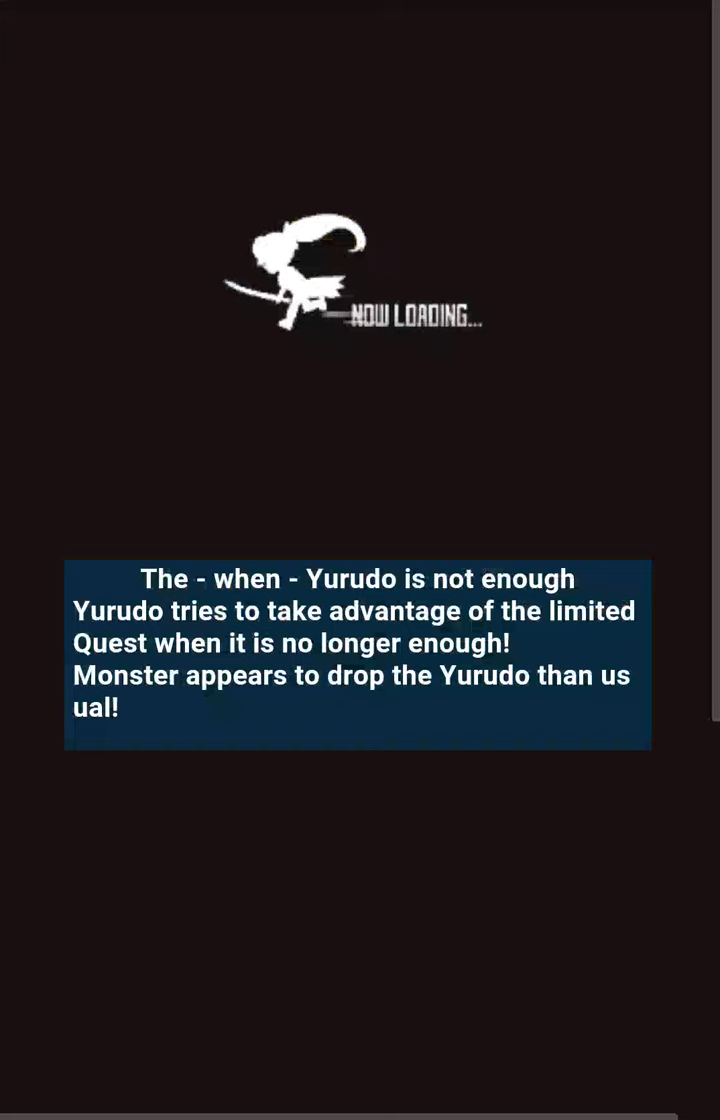 NOW LOADING...
The - when - Yurudo is not enough
Yurudo tries to take advantage of the limited
Quest when it is no longer enough!
Monster appears to drop the Yurudo than us
ual!